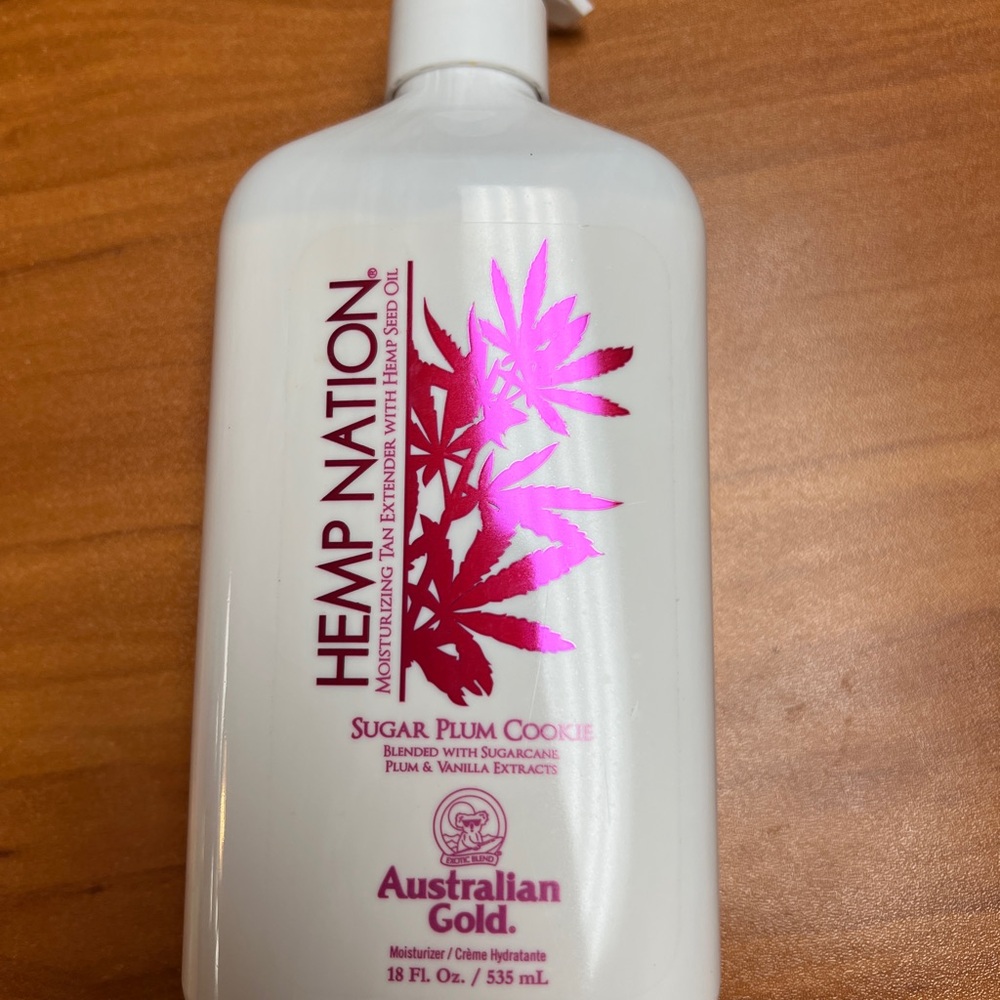 HEMP NATION®
MOISTURIZING TAN EXTENDER WITH HEMP SEED OIL
SUGAR PLUM COOKIE
BLENDED WITH SUGARCANE
PLUM & VANILLA EXTRACTS
EXOTIC BLEND
Australian
Gold.
Moisturizer / Crème Hydratante
18 Fl. Oz. / 535 mL